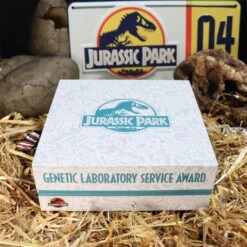 JURASSIC PARK
04
JURASSIC PARK
GENETIC LABORATORY SERVICE AWARD